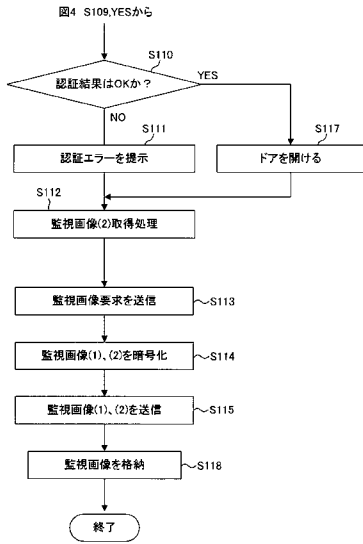 図4 S109,YESから
S110
認証結果はOKか?
YES
NO
S111
S117
認証エラーを提示
ドアを開ける
S112
監視画像(2)取得処理
監視画像要求を送信
S113
監視画像(1)、(2)を暗号化
S114
監視画像(1)、(2)を送信
S115
監視画像を格納
S118
終了